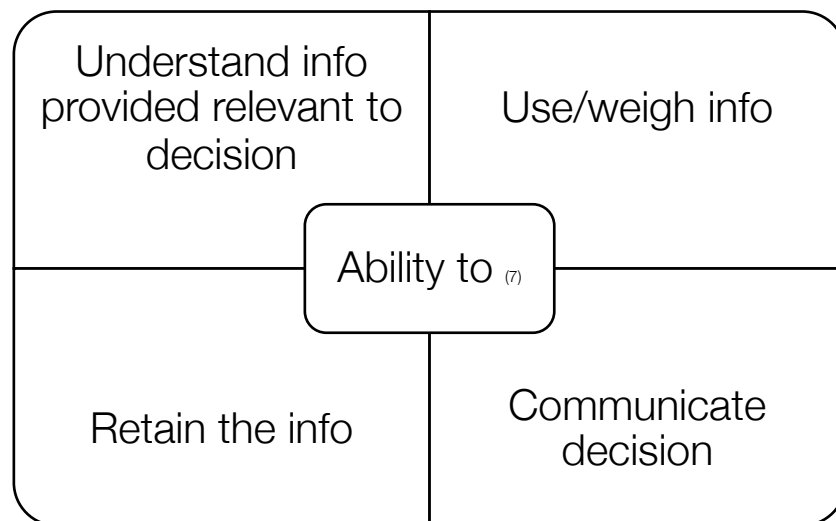 Understand info
provided relevant to
decision
Use/weigh info
Ability to (7)
Retain the info
Communicate
decision